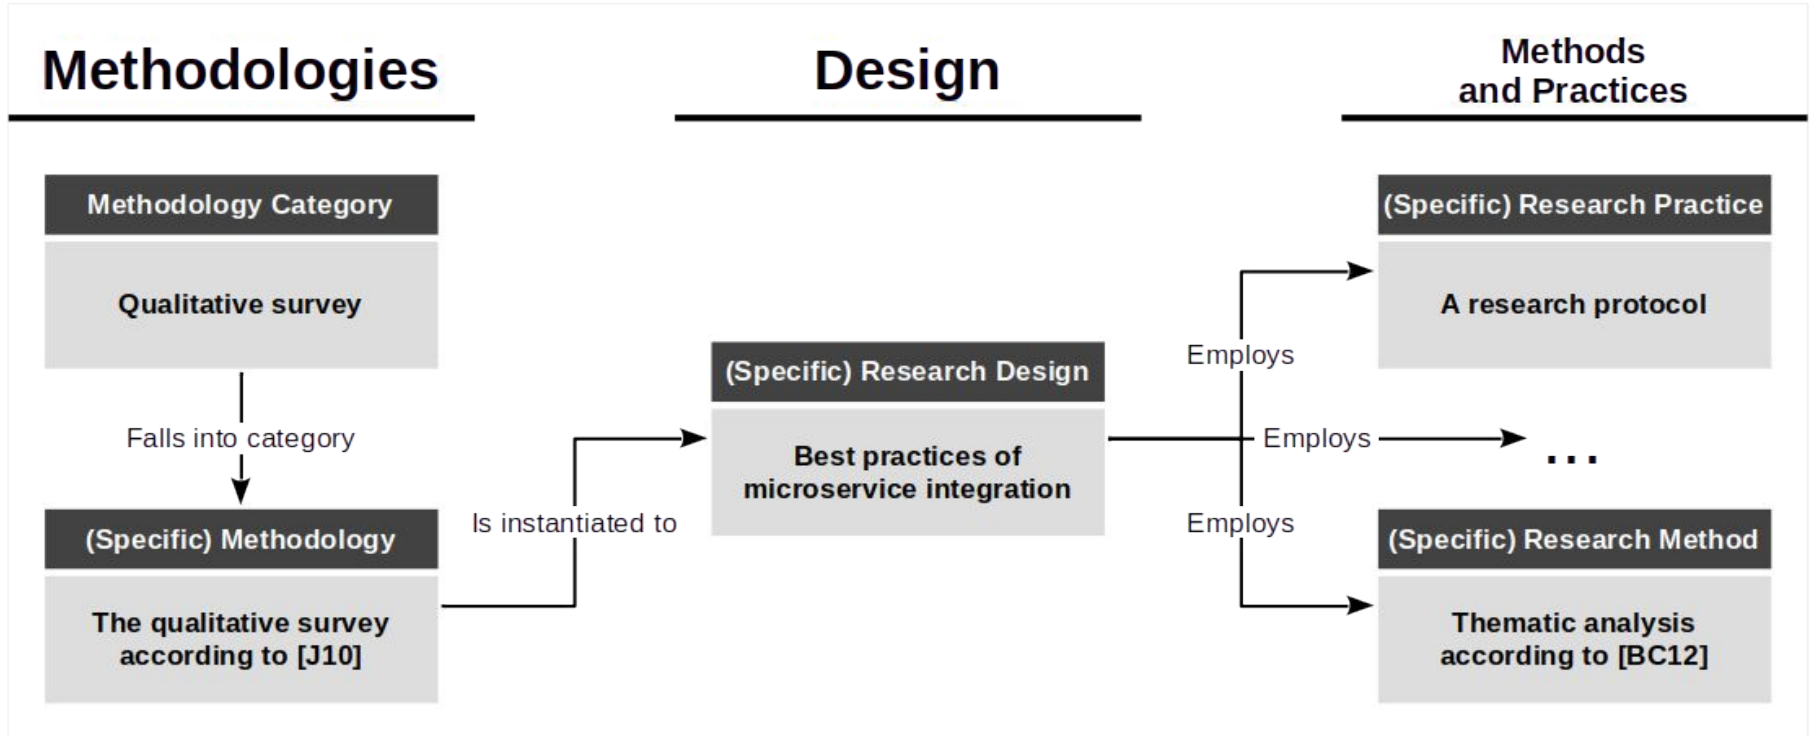 Methodologies
Design
Methods
and Practices
Methodology Category
Qualitative survey
Falls into category
(Specific) Methodology
The qualitative survey
according to [J10]
Is instantiated to
(Specific) Research Design
Best practices of
microservice integration
Employs
Employs
Employs
(Specific) Research Practice
A research protocol
...
(Specific) Research Method
Thematic analysis
according to [BC12]